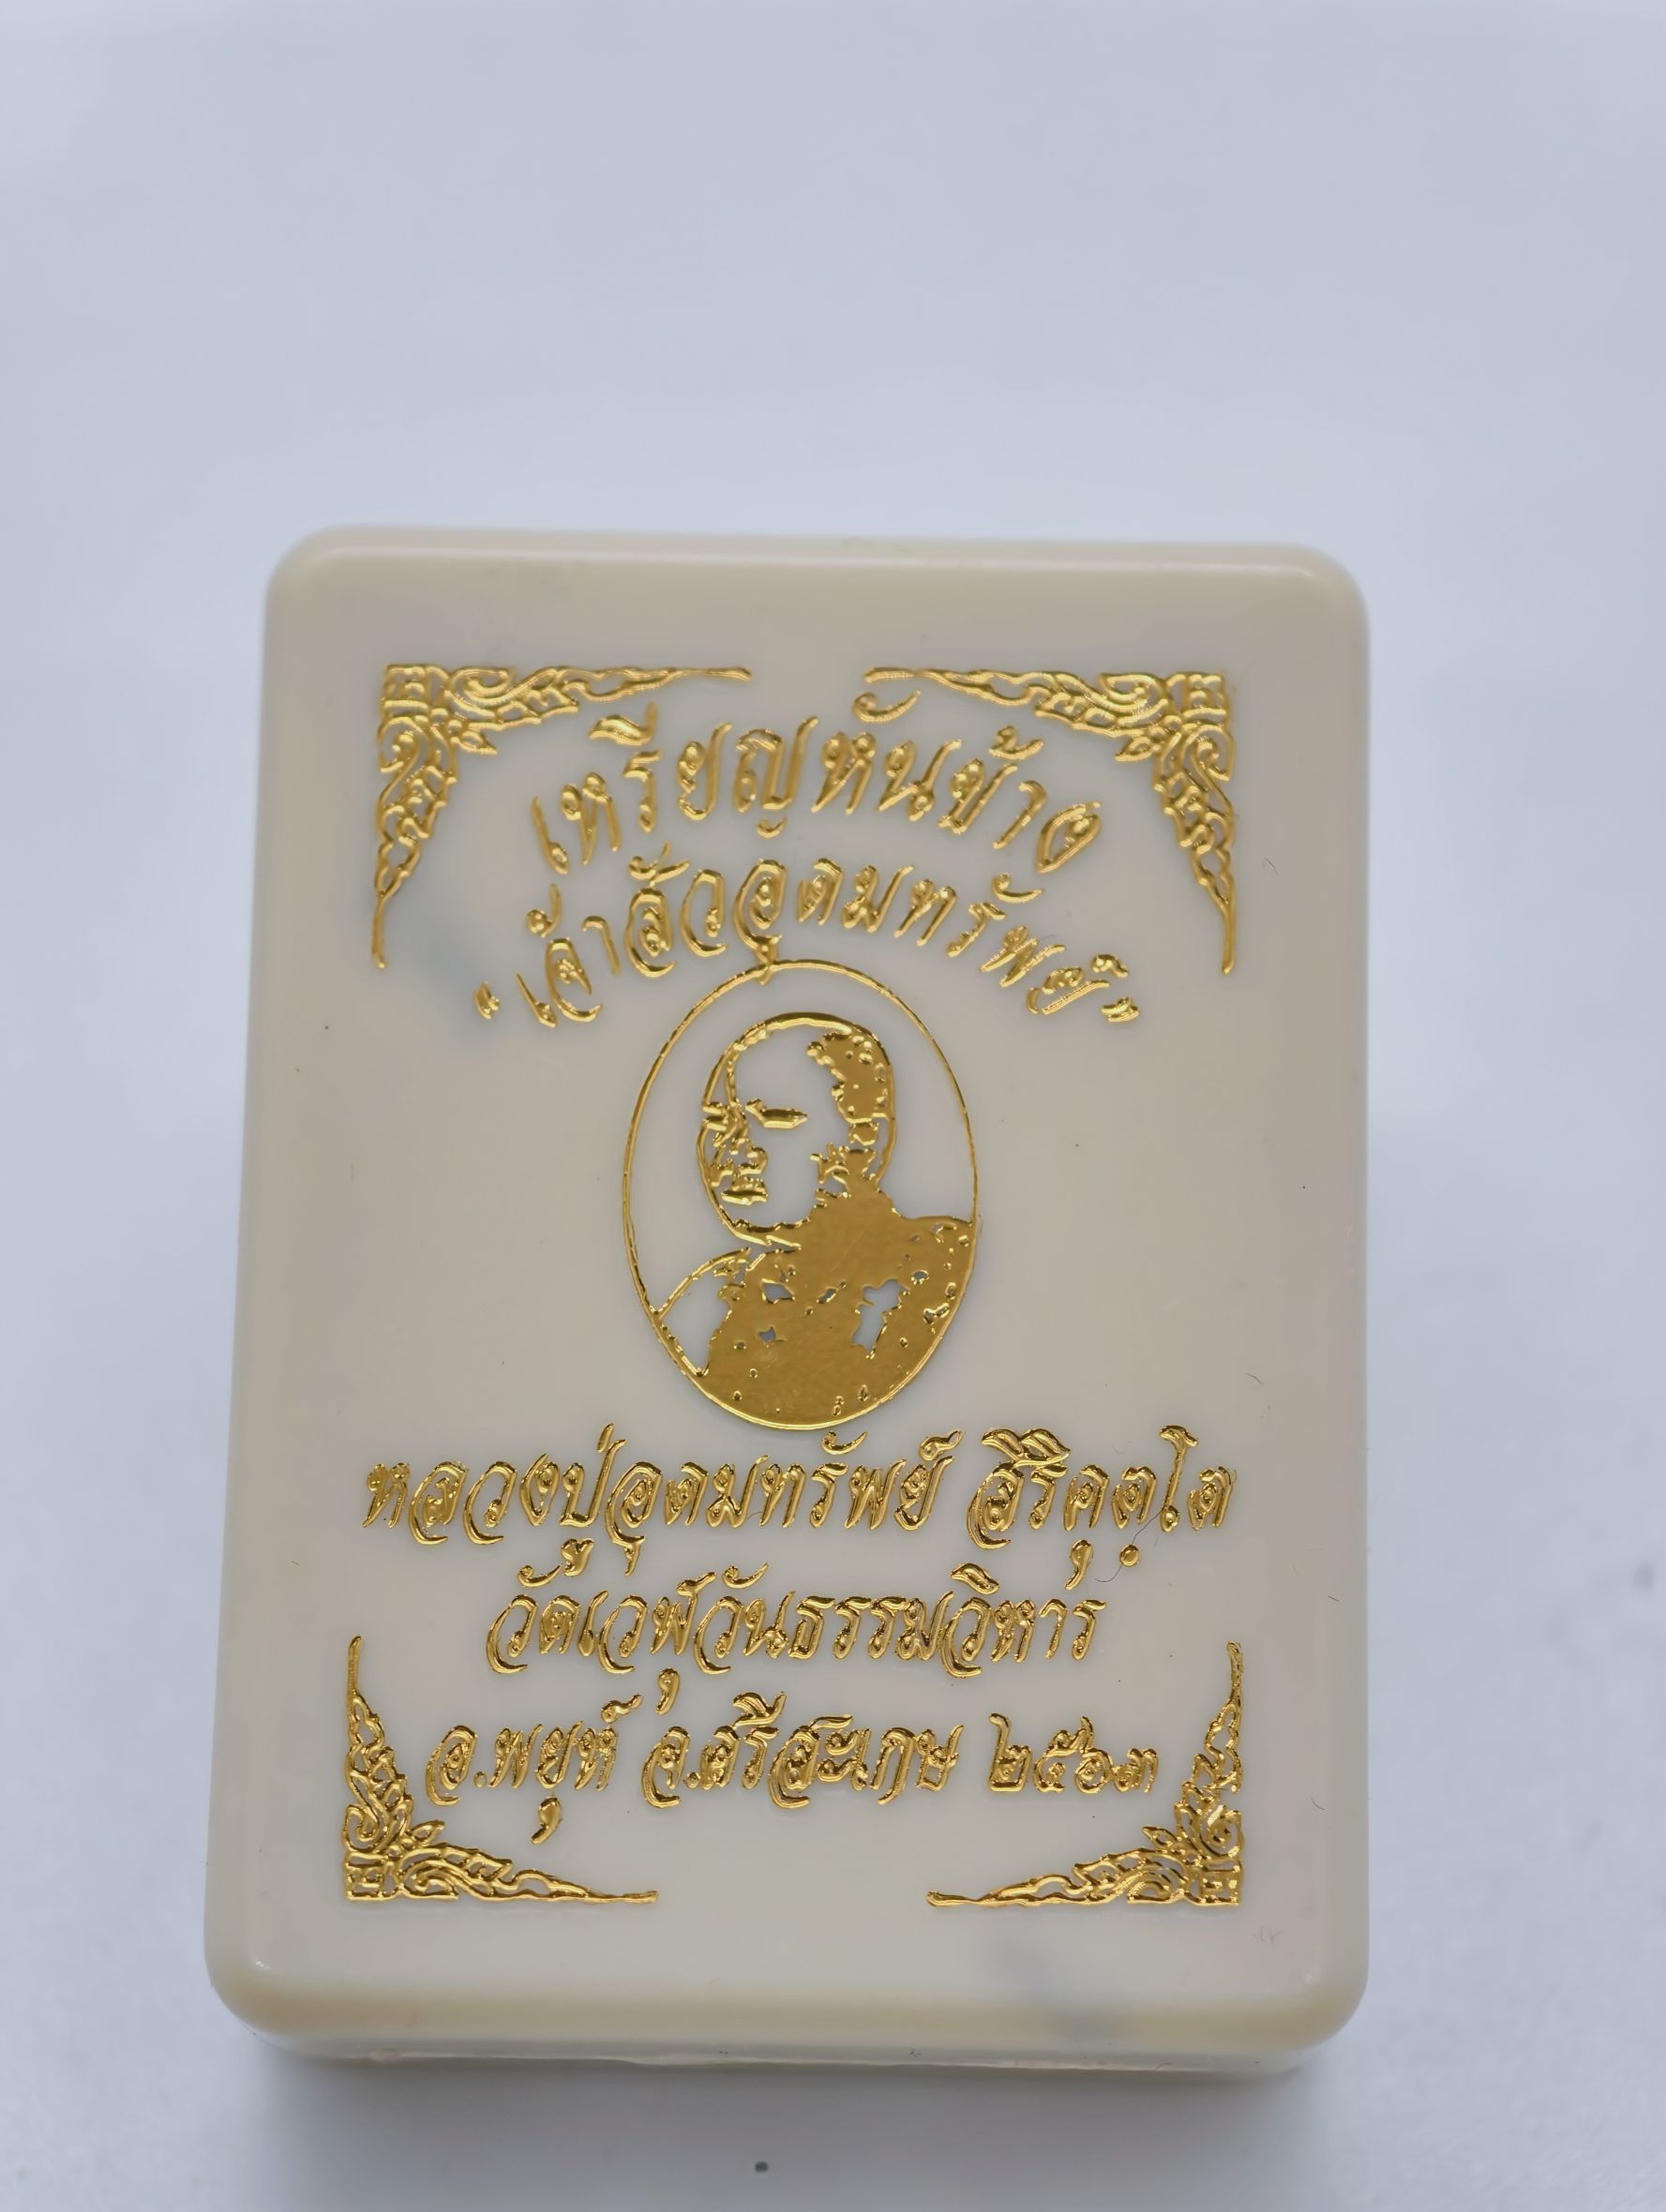 เหรียญหันข้าง
"เจ้าสัวอุดมทรัพย์"
หลวงปู่อุดมทรัพย์ สิริคุตฺโต
วัดเวฬุวันธรรมวิหาร
อ.พยุห์ จ.ศรีสะเกษ ๒๕๖๓